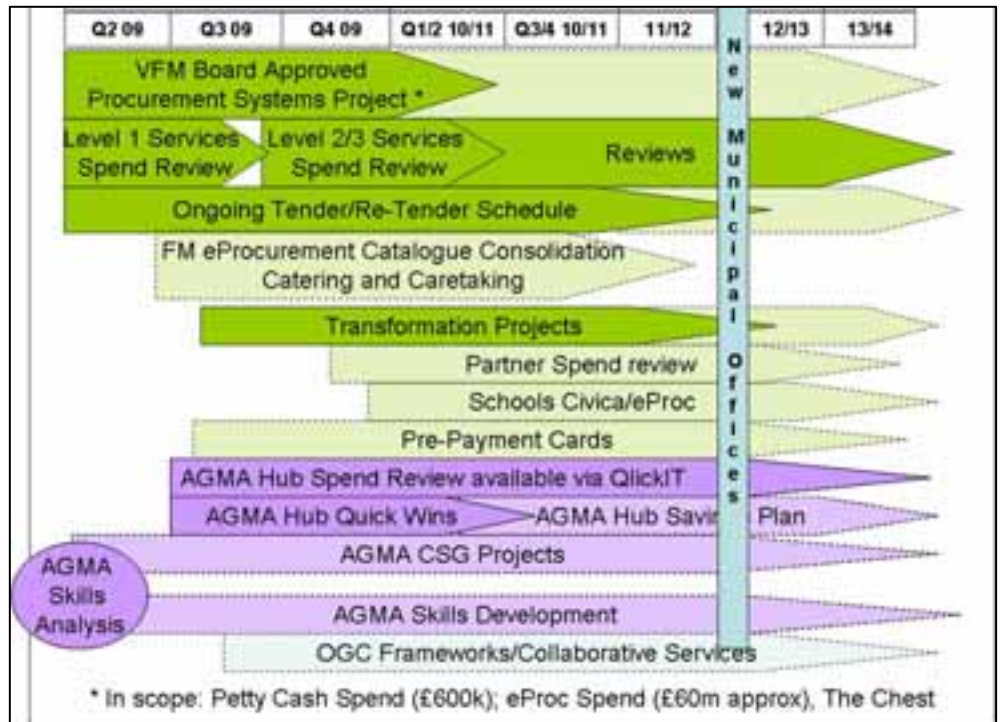 Q2 09 Q3 09 Q4 09 Q1/2 10/11 Q3/4 10/11 11/12 12/13 13/14
New Municipal Offices
VFM Board Approved
Procurement Systems Project *
Level 1 Services
Spend Review
Level 2/3 Services
Spend Review
Reviews
Ongoing Tender/Re-Tender Schedule
FM eProcurement Catalogue Consolidation
Catering and Caretaking
Transformation Projects
Partner Spend review
Schools Civica/eProc
Pre-Payment Cards
AGMA Hub Spend Review available via QlickIT
AGMA Hub Quick Wins
AGMA Hub Savin Plan
AGMA CSG Projects
AGMA
Skills
Analysis
AGMA Skills Development
OGC Frameworks/Collaborative Services
* In scope: Petty Cash Spend (£600k); eProc Spend (£60m approx), The Chest